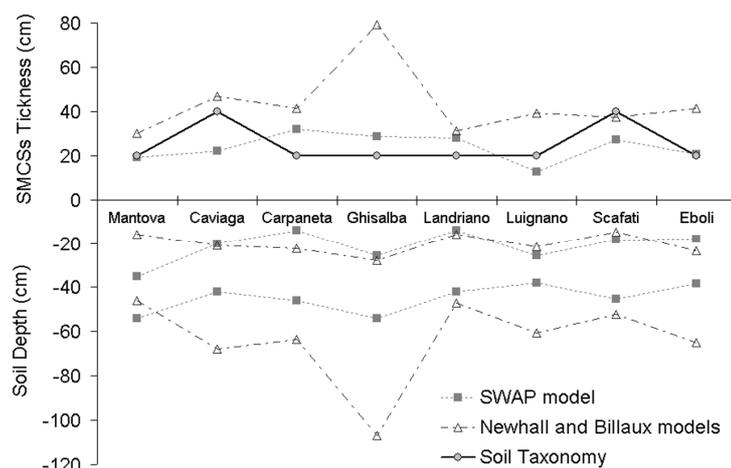 SMCSs Tickness (cm)
80
60
40
20
0
Mantova Caviaga Carpaneta Ghisalba Landriano Luignano Scafati Eboli
Soil Depth (cm)
-20
-40
-60
-80
-100
-120
SWAP model
Newhall and Billaux models
Soil Taxonomy